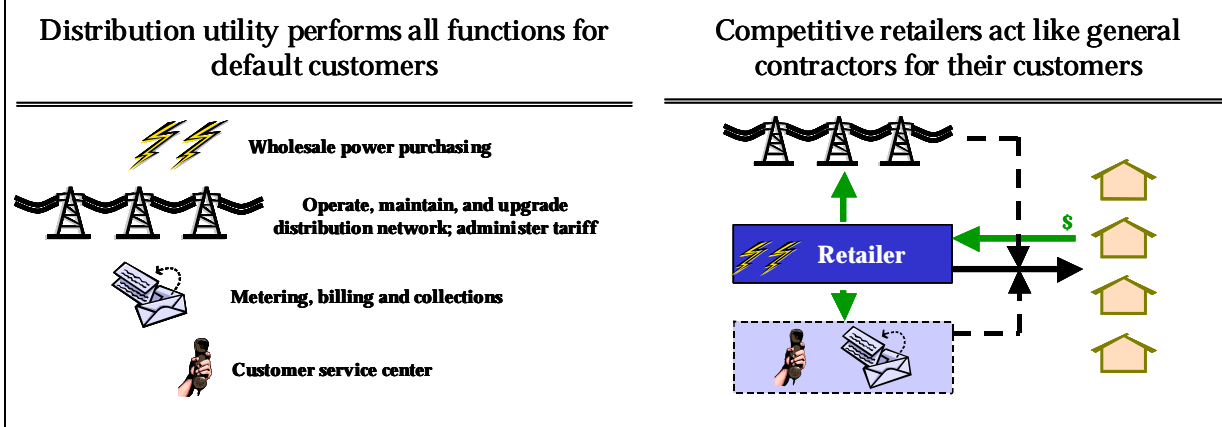 Distribution utility performs all functions for
default customers
Wholesale power purchasing
Operate, maintain, and upgrade
distribution network; administer tariff
Metering, billing and collections
Customer service center
Competitive retailers act like general
contractors for their customers
$
Retailer